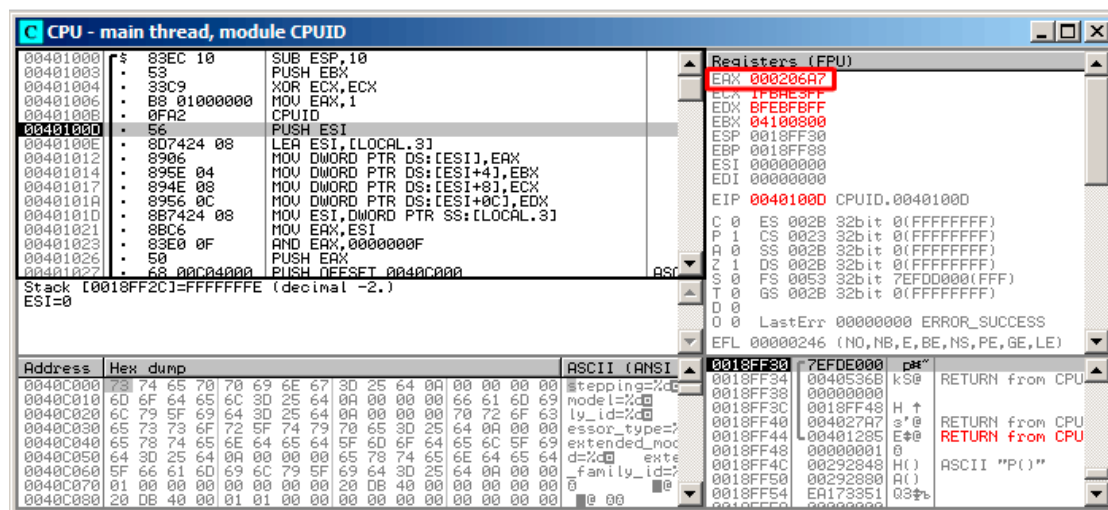 C CPU - main thread, module CPUID
00401000 $ 83EC 10 SUB ESP,10
00401003 . 53 PUSH EBX
00401004 . 33C9 XOR ECX,ECX
00401006 . B8 01000000 MOV EAX,1
0040100B . 0FA2 CPUID
0040100D . 56 PUSH ESI
0040100E . 8D7424 08 LEA ESI,[LOCAL.3]
00401012 . 8906 MOV DWORD PTR DS:[ESI],EAX
00401014 . 895E 04 MOV DWORD PTR DS:[ESI+4],EBX
00401017 . 894E 08 MOV DWORD PTR DS:[ESI+8],ECX
0040101A . 8956 0C MOV DWORD PTR DS:[ESI+0C],EDX
0040101D . 8B7424 08 MOV ESI,DWORD PTR SS:[LOCAL.3]
00401021 . 8BC6 MOV EAX,ESI
00401023 . 83E0 0F AND EAX,0000000F
00401026 . 50 PUSH EAX
00401027 . 68 00C04000 PUSH OFFSET 0040C000 ASC
Stack [0018FF2C]=FFFFFFFE (decimal -2.)
ESI=0
Registers (FPU)
EAX 000206A7
ECX 1FBAE3FF
EDX BFEBFBFF
EBX 04100800
ESP 0018FF30
EBP 0018FF88
ESI 00000000
EDI 00000000
EIP 0040100D CPUID.0040100D
C 0 ES 002B 32bit 0(FFFFFFFF)
P 1 CS 0023 32bit 0(FFFFFFFF)
A 0 SS 002B 32bit 0(FFFFFFFF)
Z 1 DS 002B 32bit 0(FFFFFFFF)
S 0 FS 0053 32bit 7EFDD000(FFF)
T 0 GS 002B 32bit 0(FFFFFFFF)
D 0
O 0 LastErr 00000000 ERROR_SUCCESS
EFL 00000246 (NO,NB,E,BE,NS,PE,GE,LE)
Address Hex dump ASCII (ANSI
0040C000 73 74 65 70 70 69 6E 67 3D 25 64 0A 00 00 00 00 stepping=%d
0040C010 6D 6F 64 65 6C 3D 25 64 0A 00 00 00 66 61 6D 69 model=%d fami
0040C020 6C 79 5F 69 64 3D 25 64 0A 00 00 00 70 72 6F 63 ly_id=%d
0040C030 65 73 73 6F 72 5F 74 79 70 65 3D 25 64 0A 00 00 essor_type=%
0040C040 65 78 74 65 6E 64 65 64 5F 6D 6F 64 65 6C 5F 69 extended_mod
0040C050 64 3D 25 64 0A 00 00 00 65 78 74 65 6E 64 65 64 d=%d exte
0040C060 5F 66 61 6D 69 6C 79 5F 69 64 3D 25 64 0A 00 00 _family_id=%
0040C070 01 00 00 00 00 00 00 00 20 DB 40 00 00 00 00 00
0040C080 20 DB 40 00 01 01 00 00 00 00 00 00 00 00 00 00
0018FF30 7EFDE000
0018FF34 0040536B kS@ RETURN from CPU
0018FF38 00000000
0018FF3C 0018FF48 H ↑
0018FF40 004027A7 з'@ RETURN from CPU
0018FF44 00401285 RETURN from CPU
0018FF48 00000001
0018FF4C 00292848 H() ASCII "P()"
0018FF50 00292880 А()
0018FF54 EA173351